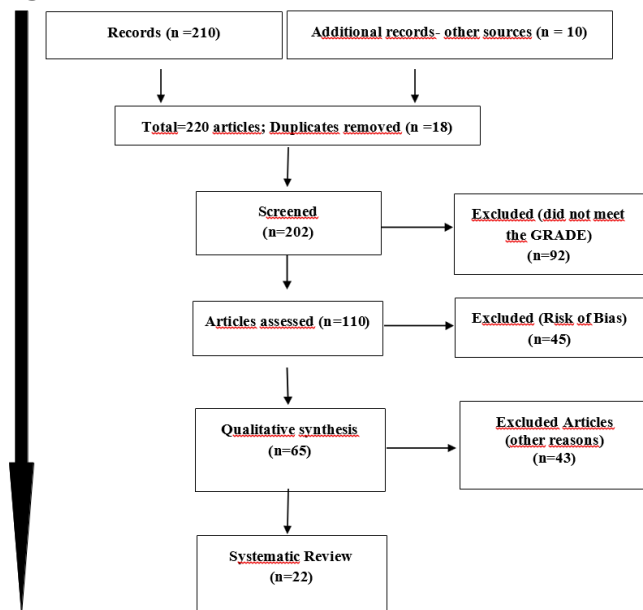 Records (n =210)
Additional records- other sources (n = 10)
Total=220 articles; Duplicates removed (n =18)
Screened
(n=202)
Excluded (did not meet
the GRADE)
(n=92)
Articles assessed (n=110)
Excluded (Risk of Bias)
(n=45)
Qualitative synthesis
(n=65)
Excluded Articles
(other reasons)
(n=43)
Systematic Review
(n=22)